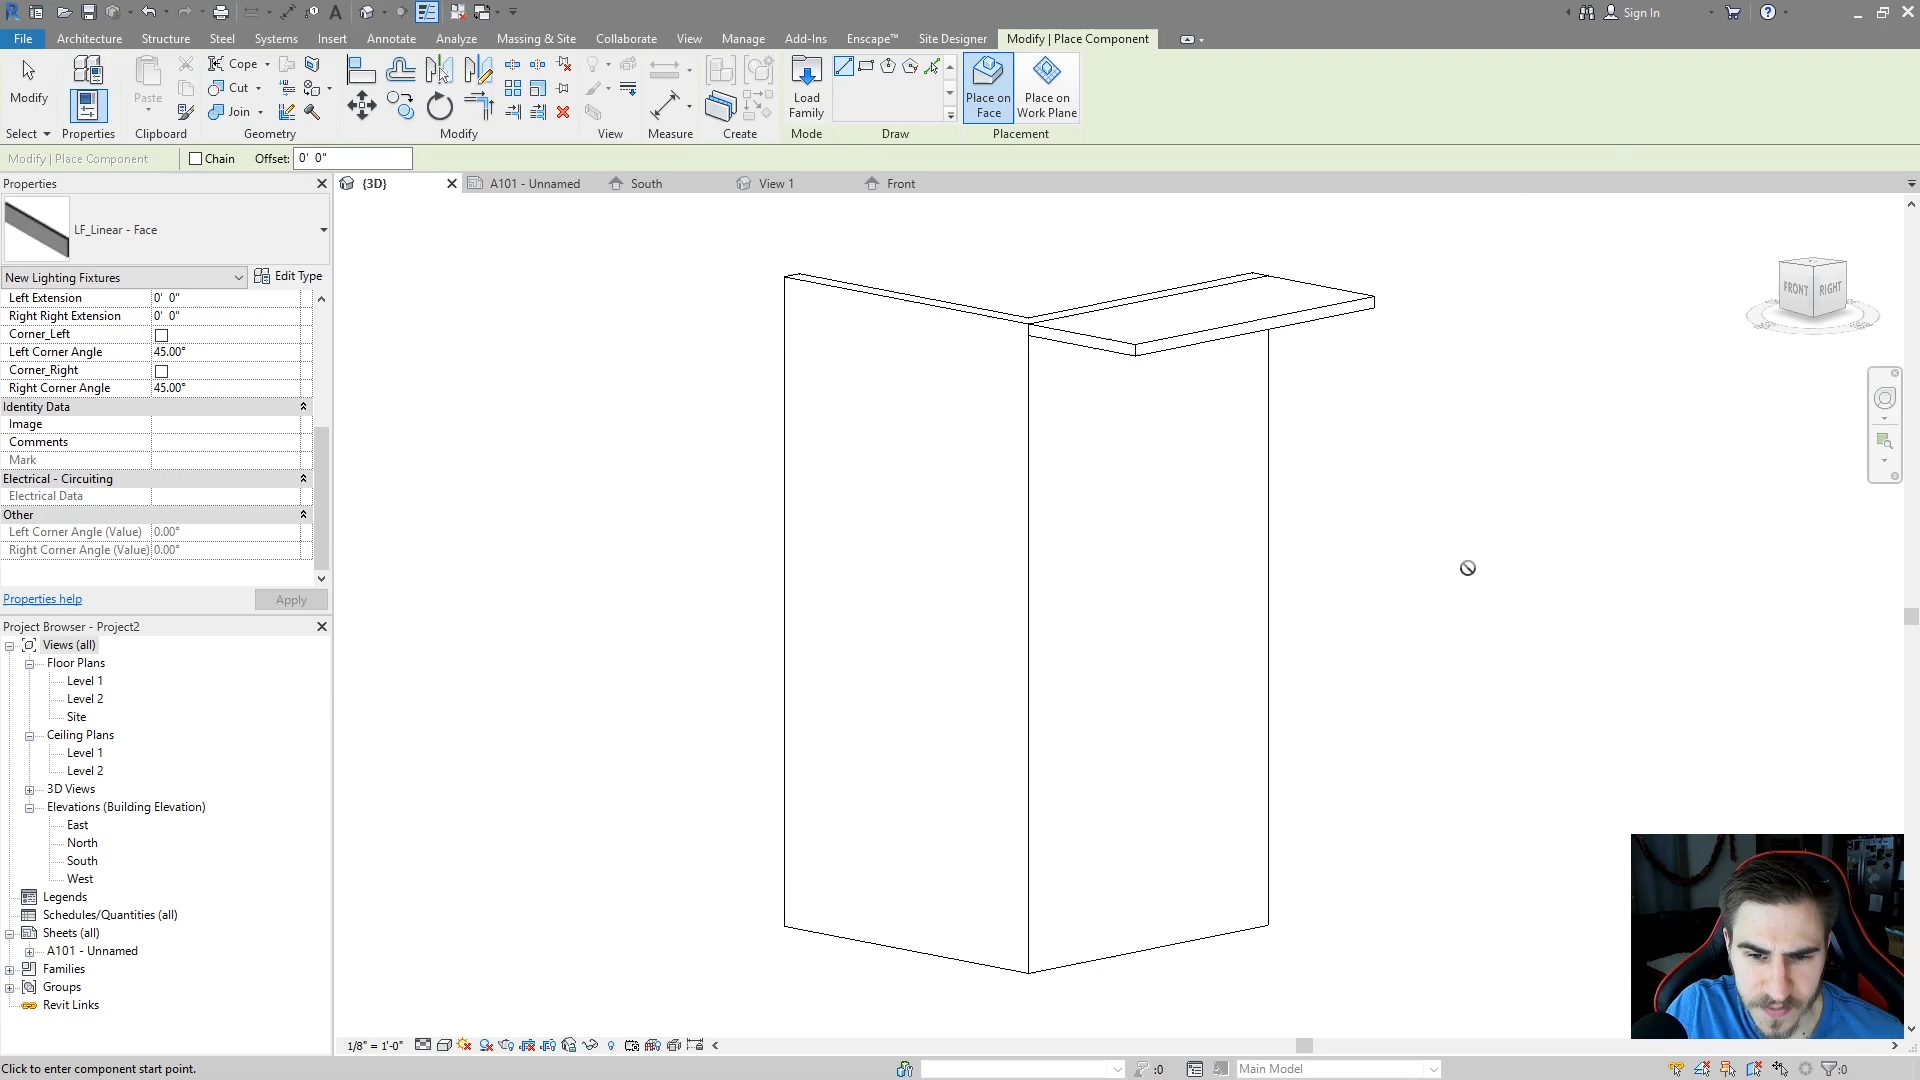 Sign In
File
Architecture
Structure
Steel
Systems
Insert
Annotate
Analyze
Massing & Site
Collaborate
View
Manage
Add-Ins
Enscape™
Site Designer
Modify | Place Component
Modify
Paste
Cope
Cut
Join
Load
Family
Place on
Face
Place on
Work Plane
Select
Properties
Clipboard
Geometry
Modify
View
Measure
Create
Mode
Draw
Placement
Modify | Place Component
Chain
Offset:
0' 0"
Properties
{3D}
A101 - Unnamed
South
View 1
Front
LF_Linear - Face
New Lighting Fixtures
Edit Type
Left Extension 0' 0"
Right Right Extension 0' 0"
Corner_Left
Left Corner Angle 45.00°
Corner_Right
Right Corner Angle 45.00°
Identity Data
Image
Comments
Mark
Electrical - Circuiting
Electrical Data
Other
Left Corner Angle (Value) 0.00°
Right Corner Angle (Value) 0.00°
Properties help
Apply
Project Browser - Project2
Views (all)
Floor Plans
Level 1
Level 2
Site
Ceiling Plans
Level 1
Level 2
3D Views
Elevations (Building Elevation)
East
North
South
West
Legends
Schedules/Quantities (all)
Sheets (all)
A101 - Unnamed
Families
Groups
Revit Links
FRONT
RIGHT
1/8" = 1'-0"
Click to enter component start point.
:0
Main Model
:0